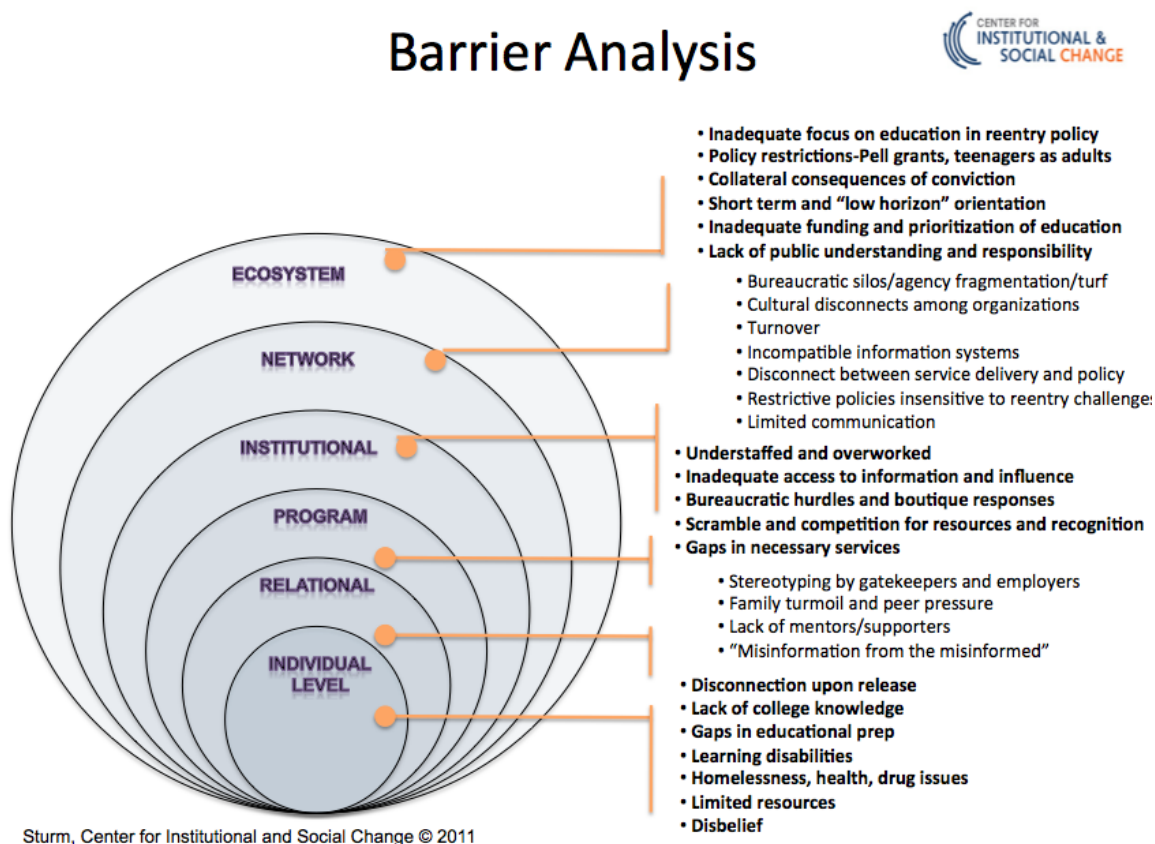 Barrier Analysis
CENTER FOR
INSTITUTIONAL &
SOCIAL CHANGE
• Inadequate focus on education in reentry policy
• Policy restrictions-Pell grants, teenagers as adults
• Collateral consequences of conviction
• Short term and “low horizon” orientation
• Inadequate funding and prioritization of education
• Lack of public understanding and responsibility
• Bureaucratic silos/agency fragmentation/turf
• Cultural disconnects among organizations
• Turnover
• Incompatible information systems
• Disconnect between service delivery and policy
• Restrictive policies insensitive to reentry challenges
• Limited communication
• Understaffed and overworked
• Inadequate access to information and influence
• Bureaucratic hurdles and boutique responses
• Scramble and competition for resources and recognition
• Gaps in necessary services
• Stereotyping by gatekeepers and employers
• Family turmoil and peer pressure
• Lack of mentors/supporters
• “Misinformation from the misinformed”
• Disconnection upon release
• Lack of college knowledge
• Gaps in educational prep
• Learning disabilities
• Homelessness, health, drug issues
• Limited resources
• Disbelief
ECOSYSTEM
NETWORK
INSTITUTIONAL
PROGRAM
RELATIONAL
INDIVIDUAL
LEVEL
Sturm, Center for Institutional and Social Change © 2011